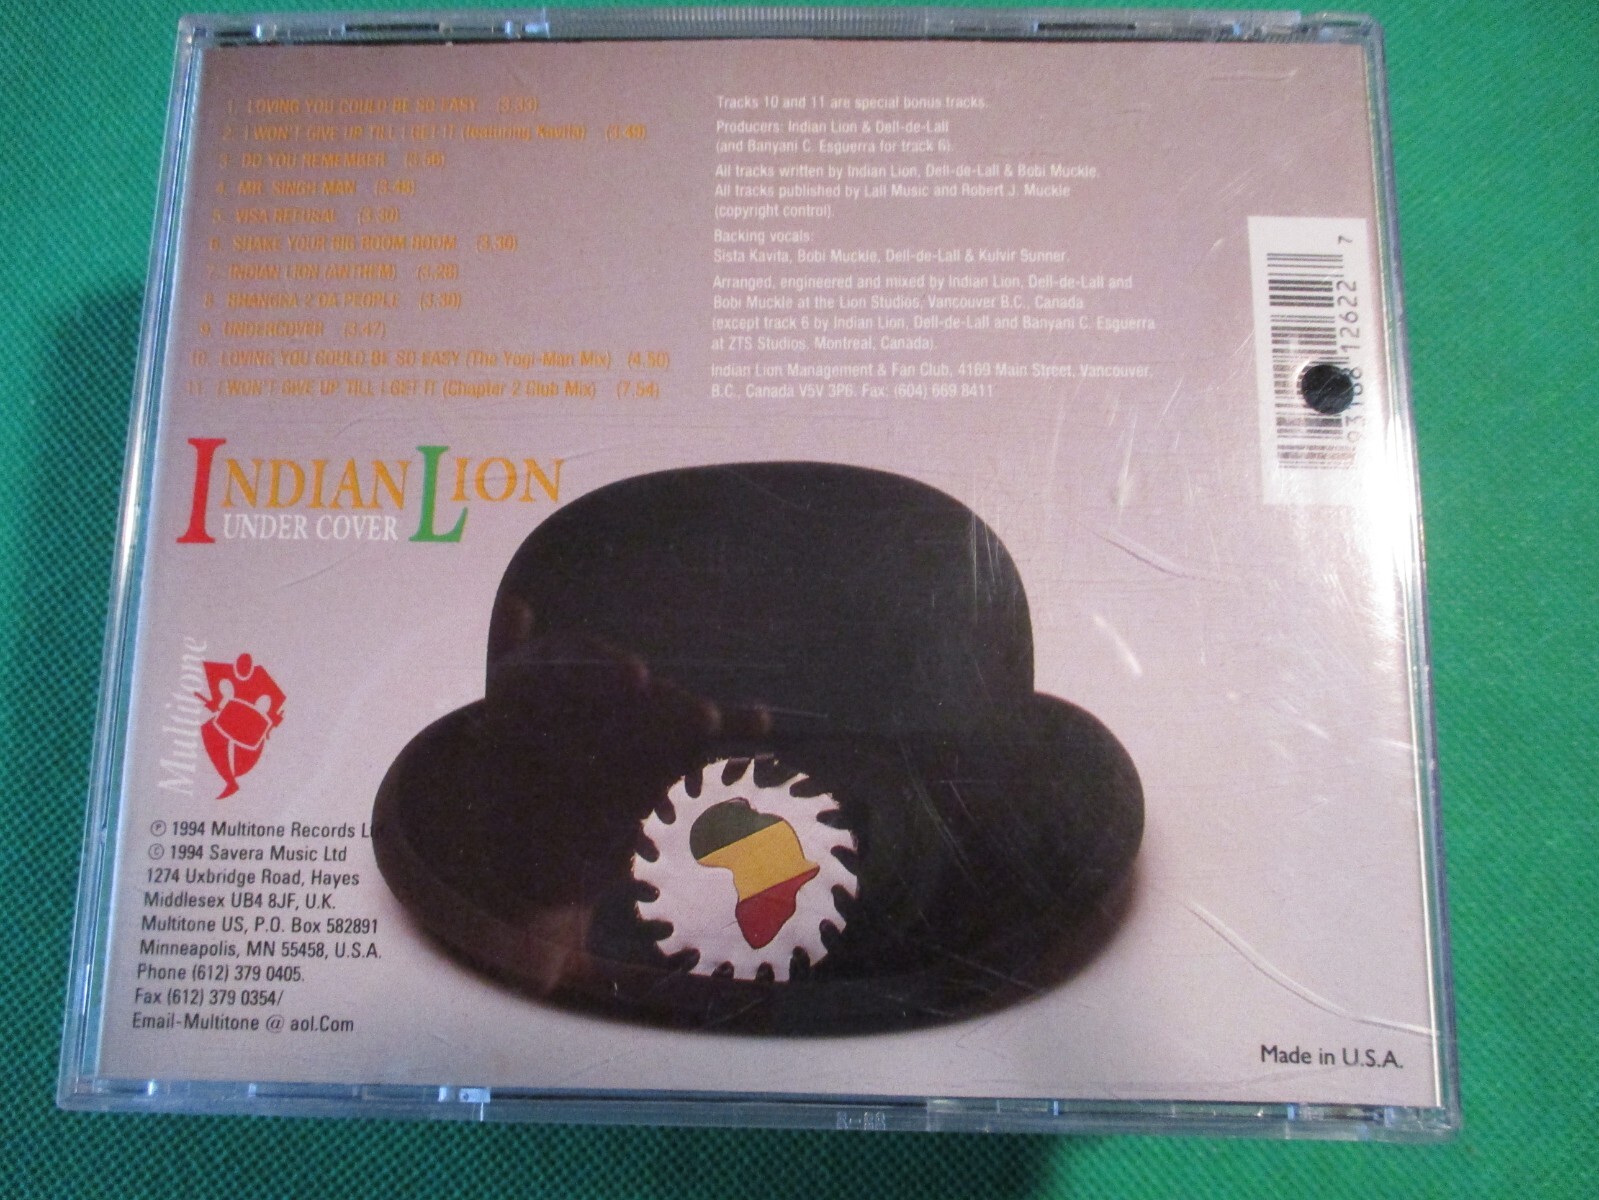 1. LOVING YOU COULD BE SO EASY (3.33)
2. I WON'T GIVE UP TILL I GET IT (featuring Kavita) (3.49)
3. DO YOU REMEMBER (3.56)
4. MR. SINGH MAN (3.46)
5. VISA REFUSAL (3.30)
6. SHAKE YOUR BIG BOOM BOOM (3.30)
7. INDIAN LION (ANTHEM) (3.28)
8. BHANGRA 2 DA PEOPLE (3.30)
9. UNDERCOVER (3.47)
10. LOVING YOU COULD BE SO EASY (The Yogi-Man Mix) (4.50)
11. I WON'T GIVE UP TILL I GET IT (Chapter 2 Club Mix) (7.54)
Tracks 10 and 11 are special bonus tracks.
Producers: Indian Lion & Dell-de-Lall
(and Banyani C. Esguerra for track 6).
All tracks written by Indian Lion, Dell-de-Lall & Bobi Muckle.
All tracks published by Lall Music and Robert J. Muckle
(copyright control).
Backing vocals:
Sista Kavita, Bobi Muckle, Dell-de-Lall & Kulvir Sunner.
Arranged, engineered and mixed by Indian Lion, Dell-de-Lall and
Bobi Muckle at the Lion Studios, Vancouver B.C., Canada
(except track 6 by Indian Lion, Dell-de-Lall and Banyani C. Esguerra
at ZTS Studios, Montreal, Canada).
Indian Lion Management & Fan Club, 4169 Main Street, Vancouver,
B.C., Canada V5V 3P6. Fax: (604) 669 8411
12622 7
INDIAN LION
UNDER COVER
Multitone
℗ 1994 Multitone Records
© 1994 Savera Music Ltd
1274 Uxbridge Road, Hayes
Middlesex UB4 8JF, U.K.
Multitone US, P.O. Box 582891
Minneapolis, MN 55458, U.S.A.
Phone (612) 379 0405.
Fax (612) 379 0354/
Email-Multitone @ aol.Com
Made in U.S.A.